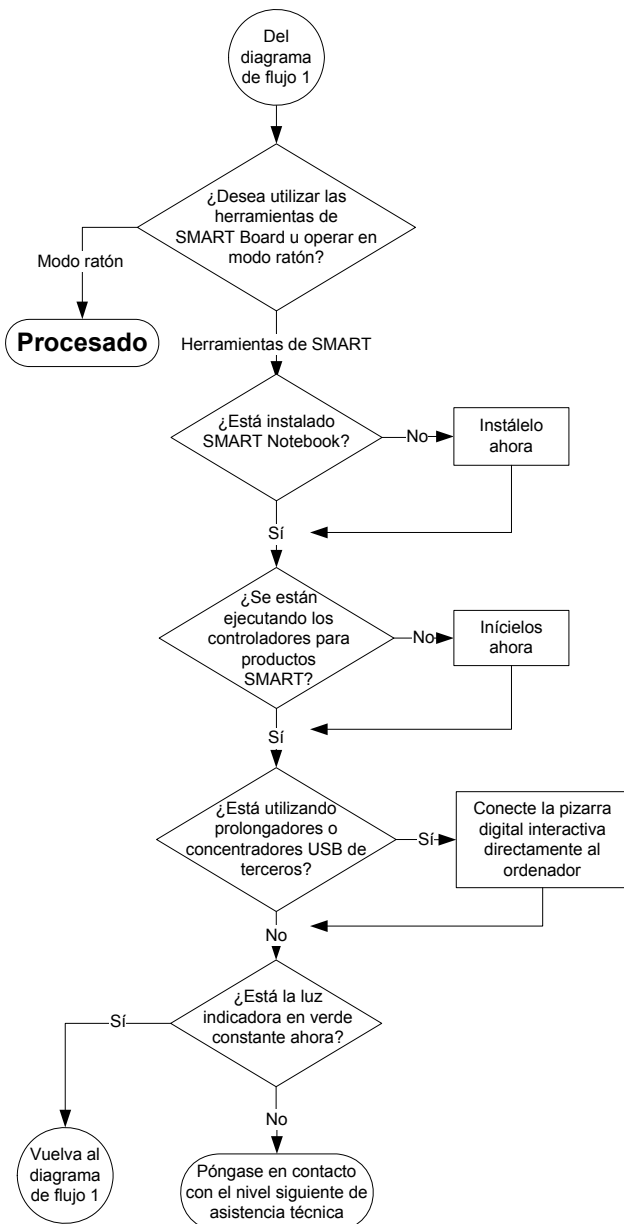 Del
diagrama
de flujo 1
¿Desea utilizar las
herramientas de
SMART Board u operar en
modo ratón?
Modo ratón
Procesado
Herramientas de SMART
¿Está instalado
SMART Notebook?
No
Instálelo
ahora
Sí
¿Se están
ejecutando los
controladores para
productos
SMART?
No
Inícielos
ahora
Sí
¿Está utilizando
prolongadores o
concentradores USB de
terceros?
Sí
Conecte la pizarra
digital interactiva
directamente al
ordenador
No
¿Está la luz
indicadora en verde
constante ahora?
Sí
No
Vuelva al
diagrama
de flujo 1
Póngase en contacto
con el nivel siguiente de
asistencia técnica